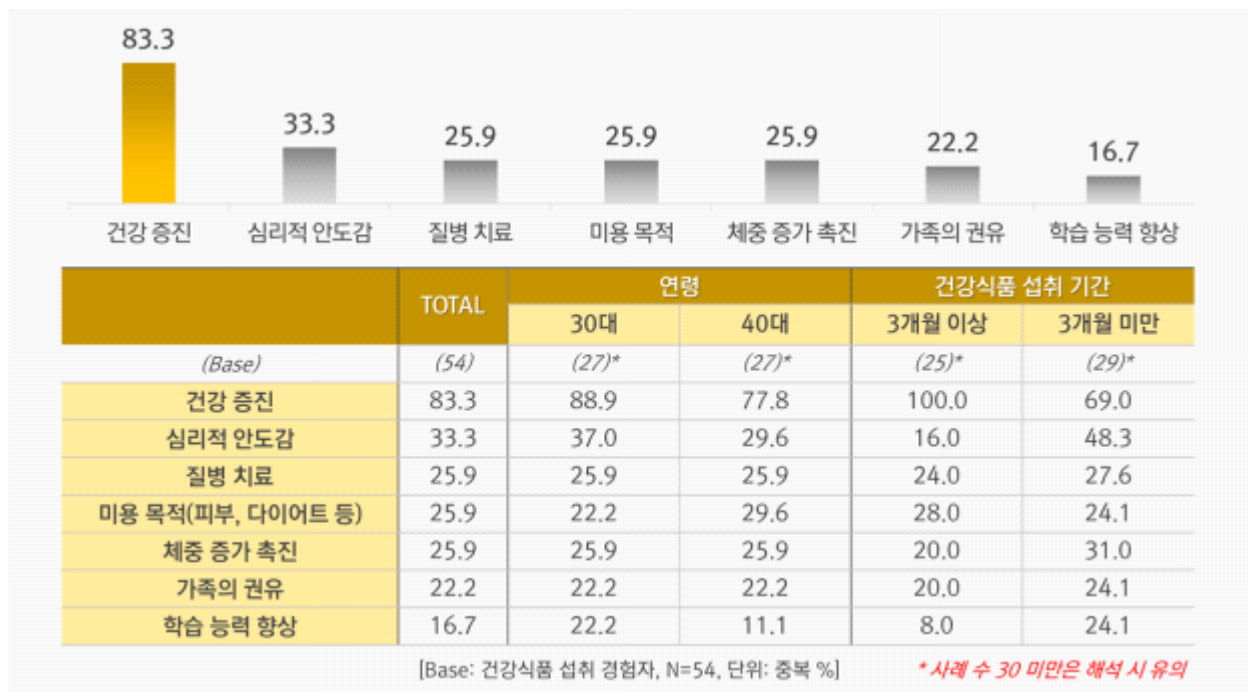 83.3
33.3
25.9
25.9
25.9
22.2
16.7
건강 증진 심리적 안도감 질병 치료 미용 목적 체중 증가 촉진 가족의 권유 학습 능력 향상
TOTAL 연령 건강식품 섭취 기간
30대 40대 3개월 이상 3개월 미만
(Base) (54) (27)* (27)* (25)* (29)*
건강 증진 83.3 88.9 77.8 100.0 69.0
심리적 안도감 33.3 37.0 29.6 16.0 48.3
질병 치료 25.9 25.9 25.9 24.0 27.6
미용 목적(피부, 다이어트 등) 25.9 22.2 29.6 28.0 24.1
체중 증가 촉진 25.9 25.9 25.9 20.0 31.0
가족의 권유 22.2 22.2 22.2 20.0 24.1
학습 능력 향상 16.7 22.2 11.1 8.0 24.1
[Base: 건강식품 섭취 경험자, N=54, 단위: 중복 %] * 사례 수 30 미만은 해석 시 유의